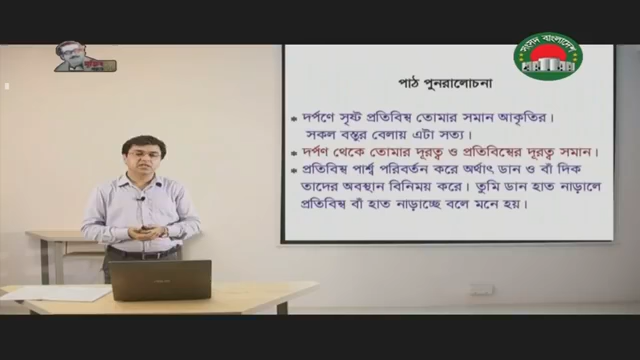 সংসদ বাংলাদেশ
পাঠ পুনরালোচনা
* দর্পণে সৃষ্ট প্রতিবিম্ব তোমার সমান আকৃতির।
সকল বস্তুর বেলায় এটা সত্য।
* দর্পণ থেকে তোমার দূরত্ব ও প্রতিবিম্বের দূরত্ব সমান।
* প্রতিবিম্ব পার্শ্ব পরিবর্তন করে অর্থাৎ ডান ও বাঁ দিক
তাদের অবস্থান বিনিময় করে। তুমি ডান হাত নাড়ালে
প্রতিবিম্ব বাঁ হাত নাড়াচ্ছে বলে মনে হয়।